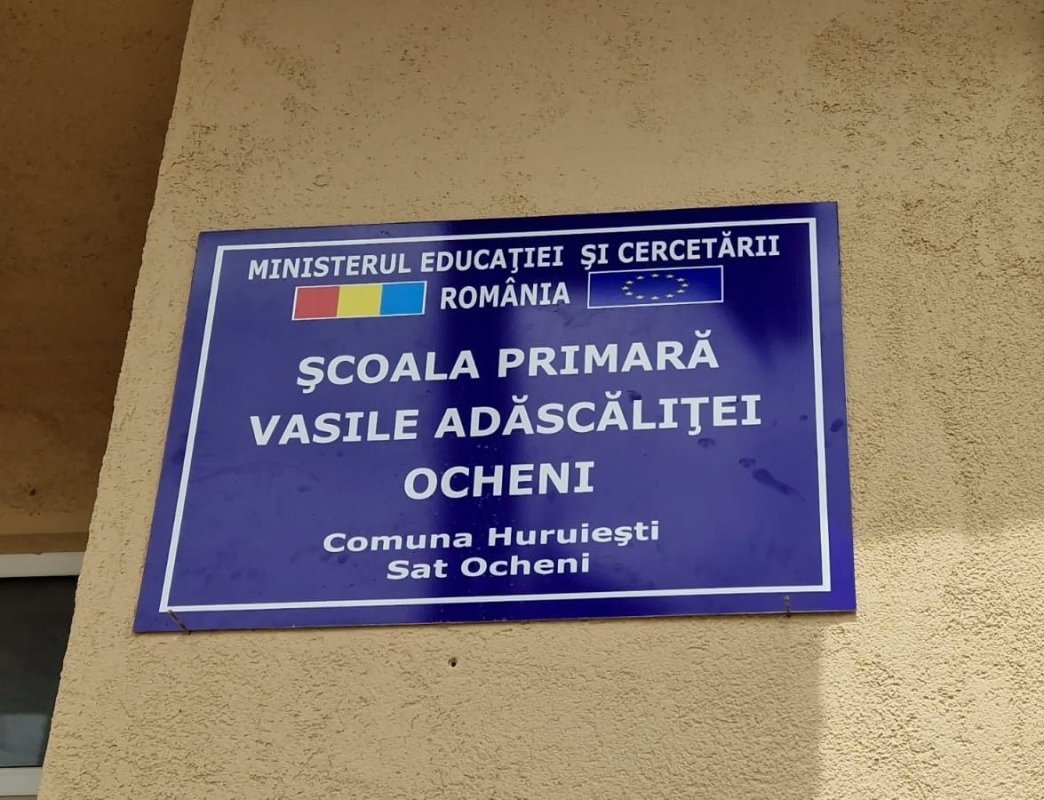 MINISTERUL EDUCAŢIEI ŞI CERCETĂRII
ROMÂNIA
ŞCOALA PRIMARĂ
VASILE ADĂSCĂLIŢEI
OCHENI
Comuna Huruieşti
Sat Ocheni